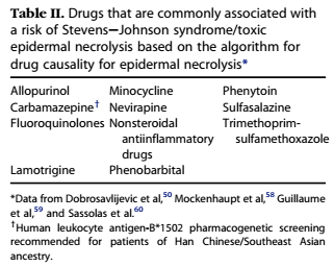 Table II. Drugs that are commonly associated with
a risk of Stevens–Johnson syndrome/toxic
epidermal necrolysis based on the algorithm for
drug causality for epidermal necrolysis*
Allopurinol Minocycline Phenytoin
Carbamazepine† Nevirapine Sulfasalazine
Fluoroquinolones Nonsteroidal Trimethoprim-
antiinflammatory sulfamethoxazole
drugs
Lamotrigine Phenobarbital
*Data from Dobrosavljevic et al,50 Mockenhaupt et al,58 Guillaume
et al,59 and Sassolas et al.60
†Human leukocyte antigen-B*1502 pharmacogenetic screening
recommended for patients of Han Chinese/Southeast Asian
ancestry.